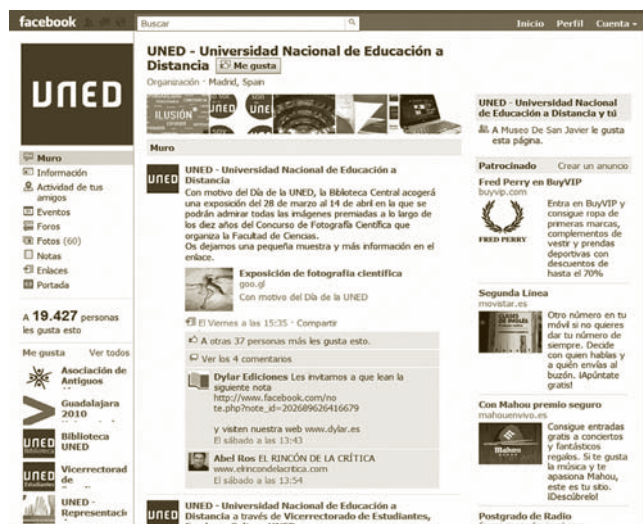 facebook
Buscar
Inicio Perfil Cuenta
UNED
UNED - Universidad Nacional de Educación a
Distancia Me gusta
Organización · Madrid, Spain
ILUSIÓN
Muro
Información
Actividad de tus
amigos
Eventos
Foros
Fotos (60)
Notas
Enlaces
Portada
A 19.427 personas
les gusta esto
Me gusta Ver todos
Asociación de
Antiguos
Guadalajara
2010
UNED
Biblioteca
UNED
UNED
Estudiantes
Vicerrectorad
de
UNED -
Representació
Muro
UNED
UNED - Universidad Nacional de Educación a
Distancia
Con motivo del Día de la UNED, la Biblioteca Central acogerá
una exposición del 28 de marzo al 14 de abril en la que se
podrán admirar todas las imágenes premiadas a lo largo de
los diez años del Concurso de Fotografía Científica que
organiza la Facultad de Ciencias.
Os dejamos una pequeña muestra y más información en el
enlace.
Exposición de fotografía científica
goo.gl
Con motivo del Día de la UNED
El Viernes a las 15:35 · Compartir
A otras 37 personas más les gusta esto.
Ver los 4 comentarios
Dylar Ediciones Les invitamos a que lean la
siguiente nota
http://www.facebook.com/no
te.php?note_id=202689626416679
y visiten nuestra web www.dylar.es
El sábado a las 13:43
Abel Ros EL RINCÓN DE LA CRÍTICA
www.elrincondelacritica.com
El sábado a las 13:54
UNED
UNED - Universidad Nacional de Educación a
Distancia a través de Vicerrectorado de Estudiantes,
UNED - Universidad Nacional
de Educación a Distancia y tú
A Museo De San Javier le gusta
esta página.
Patrocinado Crear un anuncio
Fred Perry en BuyVIP
buyvip.com
FRED PERRY
Entra en BuyVIP y
consigue ropa de
primeras marcas,
complementos de
vestir y prendas
deportivas con
descuentos de
hasta el 70%
Segunda Línea
movistar.es
CLASES
DE INGLÉS
Otro número en tu
móvil si no quieres
dar tu número de
siempre. Decide
con quien hablas y
a quién envías al
buzón. ¡Apúntate
gratis!
Con Mahou premio seguro
mahouenvivo.es
Mahou
Consigue entradas
gratis a conciertos
y fantásticos
regalos. Si te gusta
la música y te
apasiona Mahou,
este es tu sitio.
¡Descúbrelo!
Postgrado de Radio